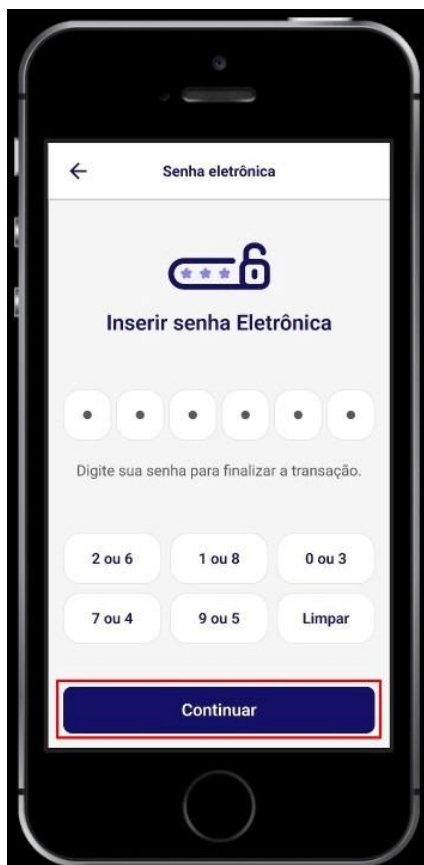 Senha eletrônica
* * *
Inserir senha Eletrônica
Digite sua senha para finalizar a transação.
2 ou 6
1 ou 8
0 ou 3
7 ou 4
9 ou 5
Limpar
Continuar